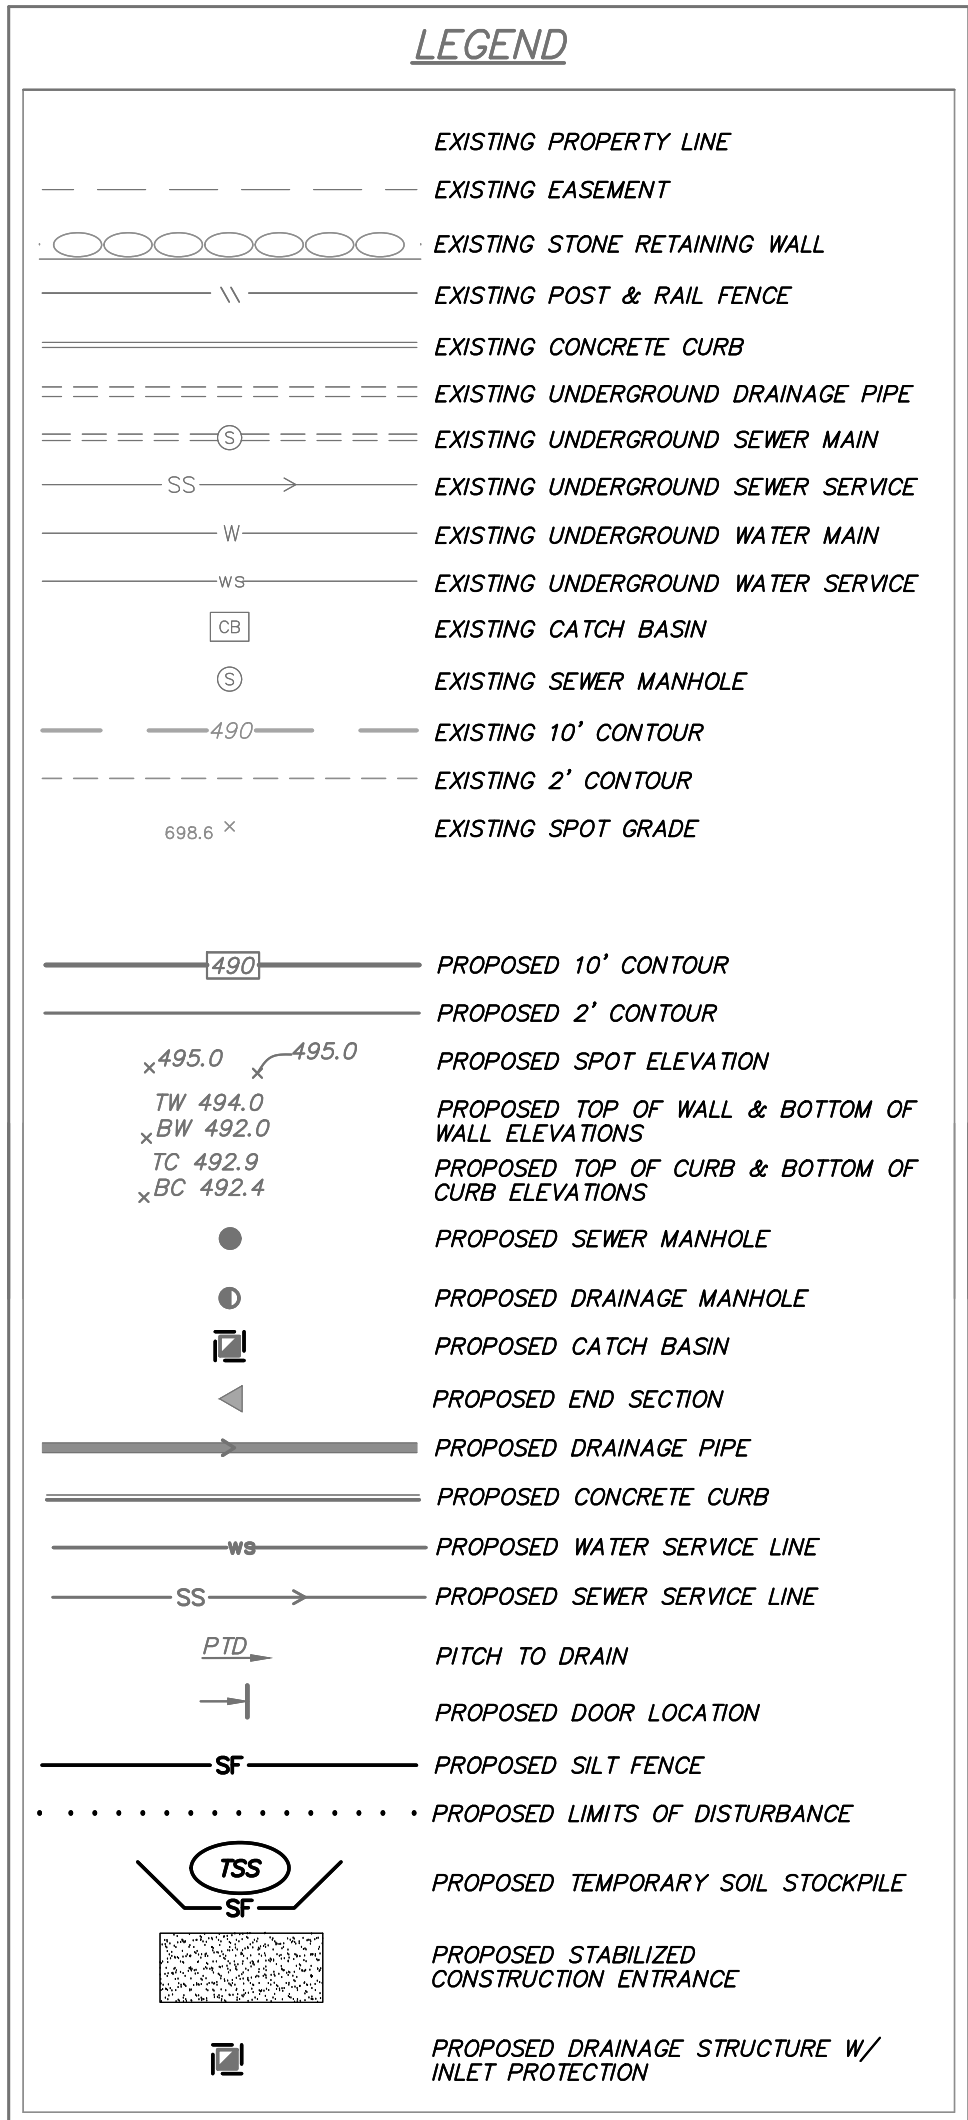 LEGEND
EXISTING PROPERTY LINE
EXISTING EASEMENT
EXISTING STONE RETAINING WALL
EXISTING POST & RAIL FENCE
EXISTING CONCRETE CURB
EXISTING UNDERGROUND DRAINAGE PIPE
S EXISTING UNDERGROUND SEWER MAIN
SS EXISTING UNDERGROUND SEWER SERVICE
W EXISTING UNDERGROUND WATER MAIN
WS EXISTING UNDERGROUND WATER SERVICE
CB EXISTING CATCH BASIN
S EXISTING SEWER MANHOLE
490 EXISTING 10' CONTOUR
EXISTING 2' CONTOUR
698.6 × EXISTING SPOT GRADE
490 PROPOSED 10' CONTOUR
PROPOSED 2' CONTOUR
×495.0 ×495.0 PROPOSED SPOT ELEVATION
TW 494.0
×BW 492.0
PROPOSED TOP OF WALL & BOTTOM OF
WALL ELEVATIONS
TC 492.9
×BC 492.4
PROPOSED TOP OF CURB & BOTTOM OF
CURB ELEVATIONS
PROPOSED SEWER MANHOLE
PROPOSED DRAINAGE MANHOLE
PROPOSED CATCH BASIN
PROPOSED END SECTION
PROPOSED DRAINAGE PIPE
PROPOSED CONCRETE CURB
WS PROPOSED WATER SERVICE LINE
SS PROPOSED SEWER SERVICE LINE
PTD PITCH TO DRAIN
PROPOSED DOOR LOCATION
SF PROPOSED SILT FENCE
PROPOSED LIMITS OF DISTURBANCE
TSS
SF
PROPOSED TEMPORARY SOIL STOCKPILE
PROPOSED STABILIZED
CONSTRUCTION ENTRANCE
PROPOSED DRAINAGE STRUCTURE W/
INLET PROTECTION